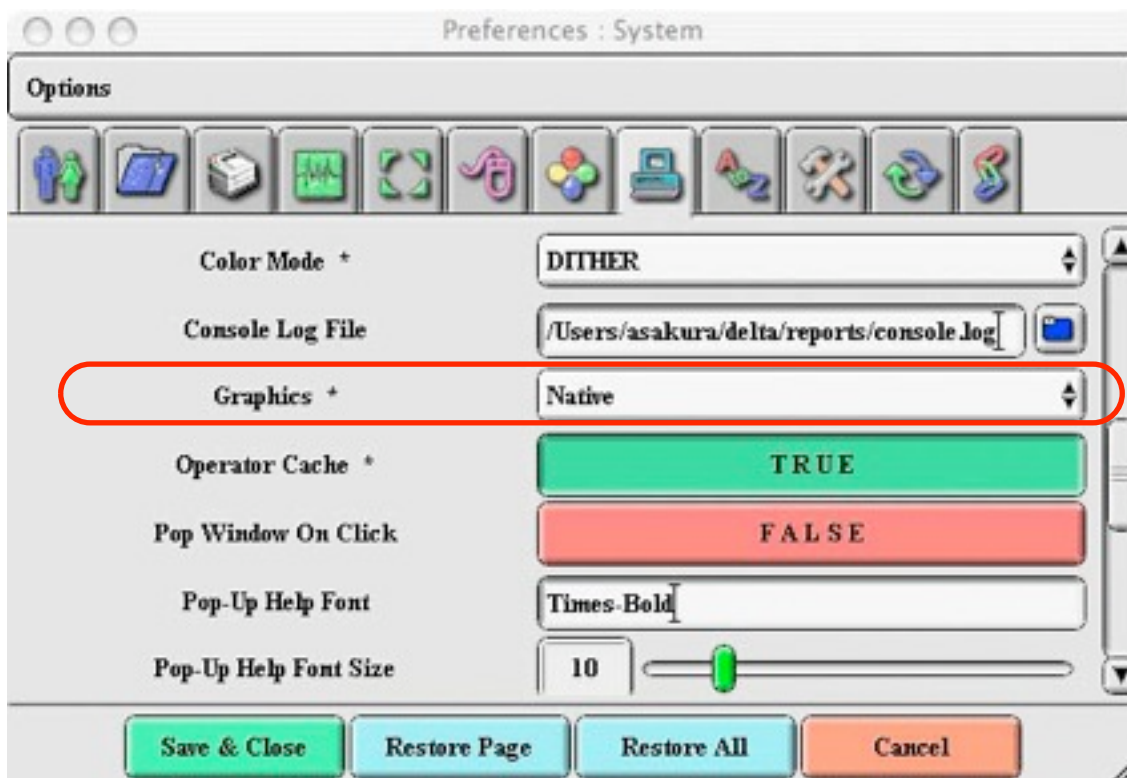 Preferences : System
Options
Color Mode * DITHER
Console Log File /Users/asakura/delta/reports/console.log
Graphics * Native
Operator Cache * TRUE
Pop Window On Click FALSE
Pop-Up Help Font Times-Bold
Pop-Up Help Font Size 10
Save & Close Restore Page Restore All Cancel